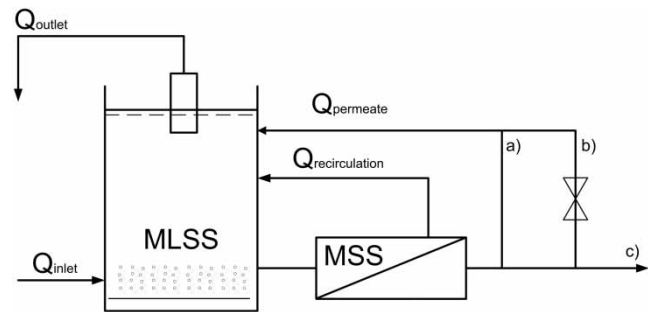 Qoutlet
Qpermeate
a)
b)
Qrecirculation
MLSS
MSS
Qinlet
c)